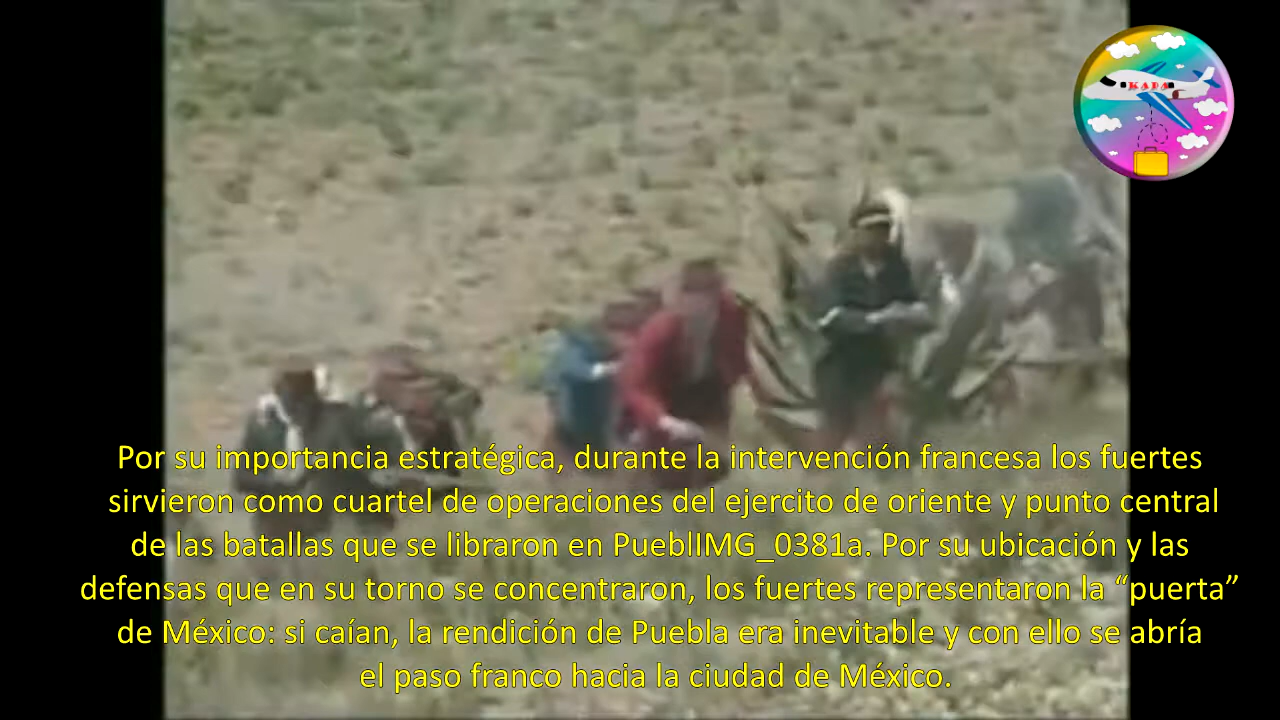 KADA
Por su importancia estratégica, durante la intervención francesa los fuertes
sirvieron como cuartel de operaciones del ejercito de oriente y punto central
de las batallas que se libraron en PueblIMG_0381a. Por su ubicación y las
defensas que en su torno se concentraron, los fuertes representaron la “puerta”
de México: si caían, la rendición de Puebla era inevitable y con ello se abría
el paso franco hacia la ciudad de México.